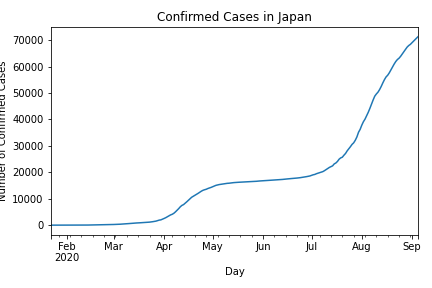 Confirmed Cases in Japan
Number of Confirmed Cases
70000
60000
50000
40000
30000
20000
10000
0
Feb Mar Apr May Jun Jul Aug Sep
2020
Day